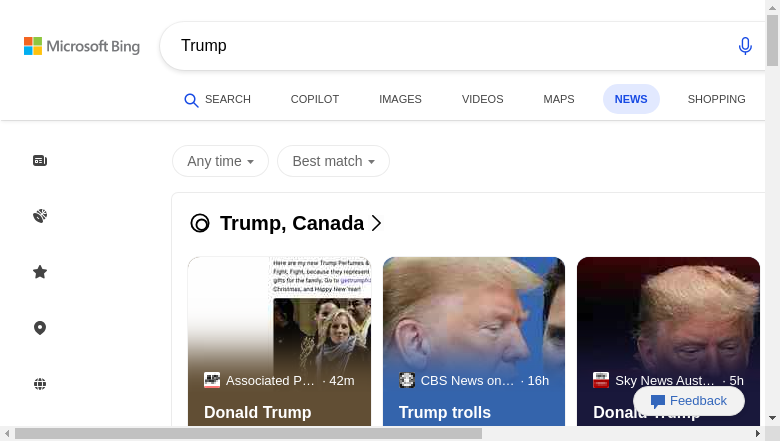 Microsoft Bing
Trump
SEARCH
COPILOT
IMAGES
VIDEOS
MAPS
NEWS
SHOPPING
Any time
Best match
Trump, Canada
Here are my new Trump Perfumes &
Fight, Fight, because they represent
gifts for the family. Go to gettrumpf
Christmas, and Happy New Year!
Associated P... · 42m
Donald Trump
CBS News on... · 16h
Trump trolls
Sky News Aust... · 5h
Donald Trump
Feedback